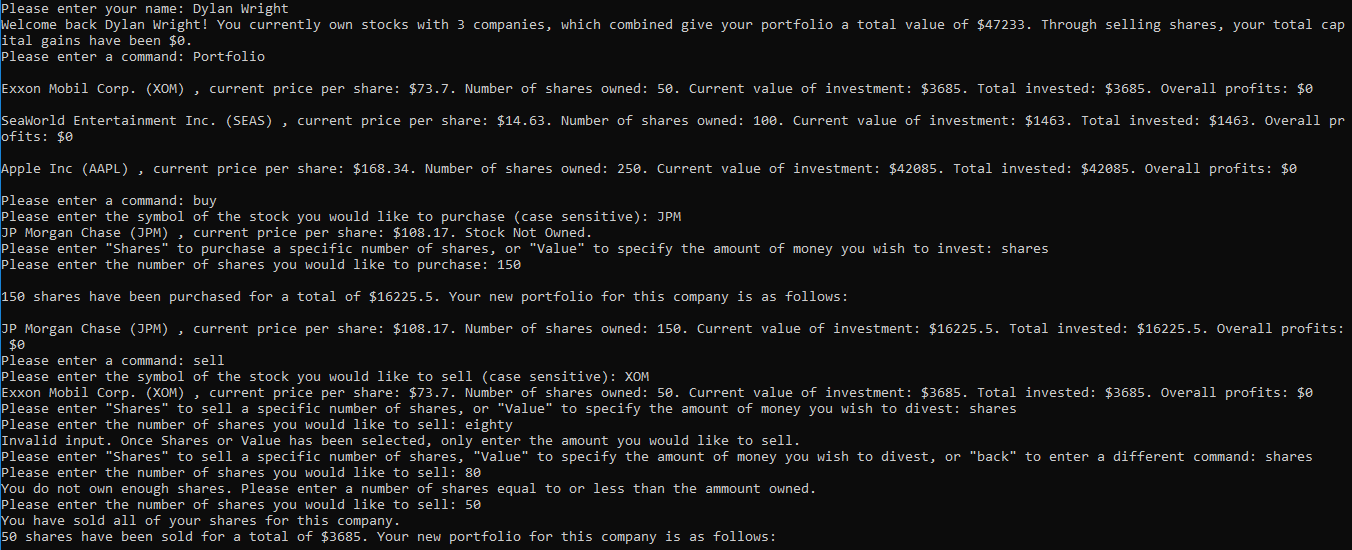 Please enter your name: Dylan Wright
Welcome back Dylan Wright! You currently own stocks with 3 companies, which combined give your portfolio a total value of $47233. Through selling shares, your total cap
ital gains have been $0.
Please enter a command: Portfolio
Exxon Mobil Corp. (XOM) , current price per share: $73.7. Number of shares owned: 50. Current value of investment: $3685. Total invested: $3685. Overall profits: $0
SeaWorld Entertainment Inc. (SEAS) , current price per share: $14.63. Number of shares owned: 100. Current value of investment: $1463. Total invested: $1463. Overall pr
ofits: $0
Apple Inc (AAPL) , current price per share: $168.34. Number of shares owned: 250. Current value of investment: $42085. Total invested: $42085. Overall profits: $0
Please enter a command: buy
Please enter the symbol of the stock you would like to purchase (case sensitive): JPM
JP Morgan Chase (JPM) , current price per share: $108.17. Stock Not Owned.
Please enter "Shares" to purchase a specific number of shares, or "Value" to specify the amount of money you wish to invest: shares
Please enter the number of shares you would like to purchase: 150
150 shares have been purchased for a total of $16225.5. Your new portfolio for this company is as follows:
JP Morgan Chase (JPM) , current price per share: $108.17. Number of shares owned: 150. Current value of investment: $16225.5. Total invested: $16225.5. Overall profits:
$0
Please enter a command: sell
Please enter the symbol of the stock you would like to sell (case sensitive): XOM
Exxon Mobil Corp. (XOM) , current price per share: $73.7. Number of shares owned: 50. Current value of investment: $3685. Total invested: $3685. Overall profits: $0
Please enter "Shares" to sell a specific number of shares, or "Value" to specify the amount of money you wish to divest: shares
Please enter the number of shares you would like to sell: eighty
Invalid input. Once Shares or Value has been selected, only enter the amount you would like to sell.
Please enter "Shares" to sell a specific number of shares, "Value" to specify the amount of money you wish to divest, or "back" to enter a different command: shares
Please enter the number of shares you would like to sell: 80
You do not own enough shares. Please enter a number of shares equal to or less than the ammount owned.
Please enter the number of shares you would like to sell: 50
You have sold all of your shares for this company.
50 shares have been sold for a total of $3685. Your new portfolio for this company is as follows: